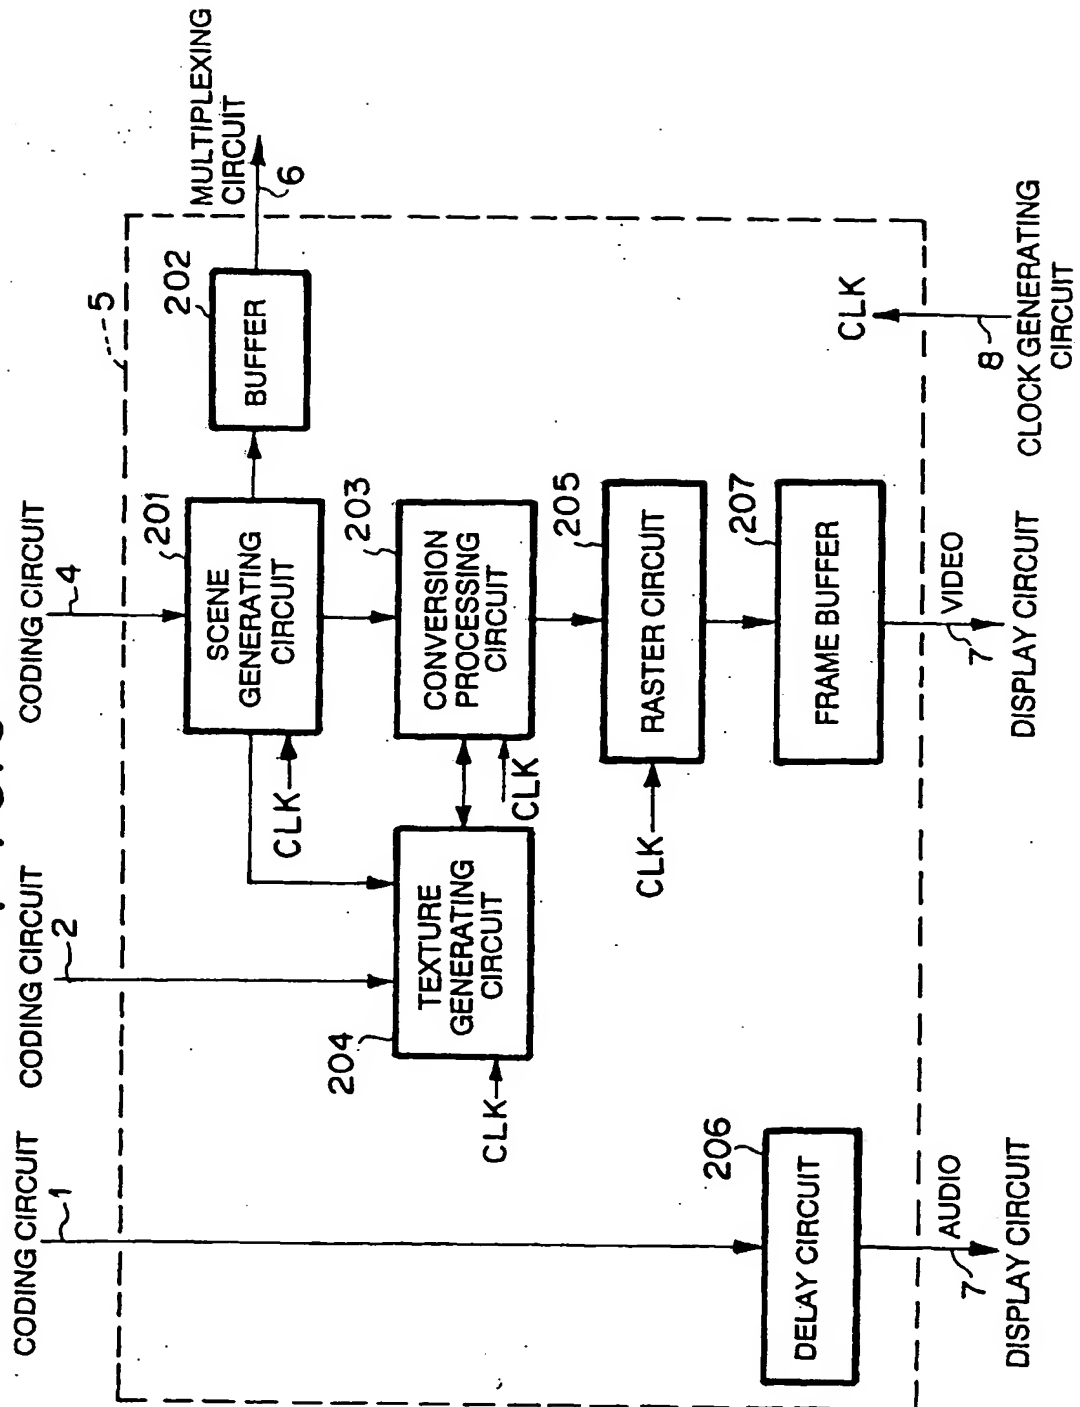 CODING CIRCUIT
1
CODING CIRCUIT
2
CODING CIRCUIT
4
5
MULTIPLEXING
CIRCUIT
6
201
SCENE
GENERATING
CIRCUIT
CLK
202
BUFFER
203
CONVERSION
PROCESSING
CIRCUIT
CLK
204
TEXTURE
GENERATING
CIRCUIT
CLK
205
RASTER CIRCUIT
CLK
206
DELAY CIRCUIT
207
FRAME BUFFER
CLK
8
CLOCK GENERATING
CIRCUIT
7
AUDIO
DISPLAY CIRCUIT
7
VIDEO
DISPLAY CIRCUIT